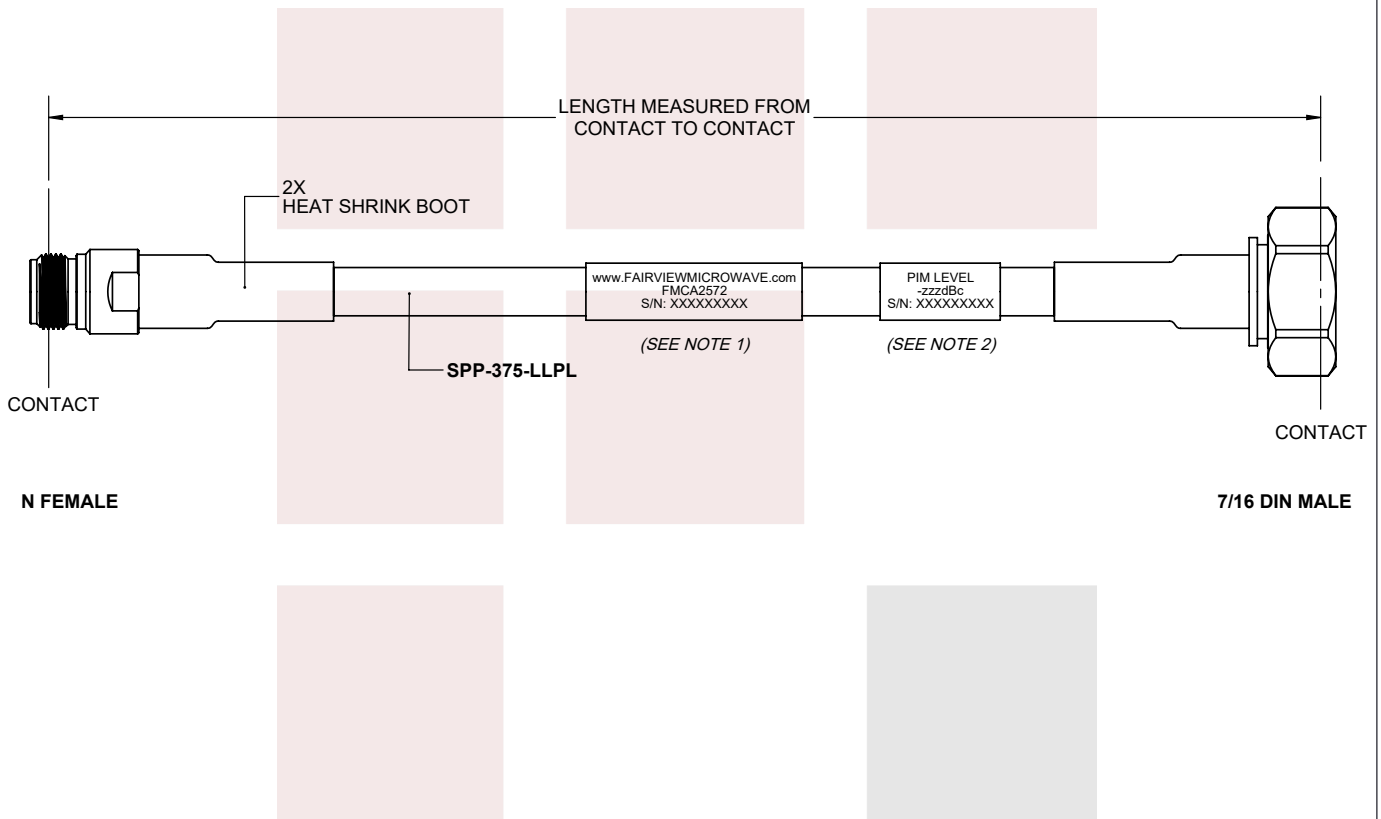 LENGTH MEASURED FROM
CONTACT TO CONTACT
2X
HEAT SHRINK BOOT
www.FAIRVIEWMICROWAVE.com
FMCA2572
S/N: XXXXXXXXX
PIM LEVEL
-zzzdBc
S/N: XXXXXXXXX
(SEE NOTE 1)
(SEE NOTE 2)
SPP-375-LLPL
CONTACT
CONTACT
N FEMALE
7/16 DIN MALE